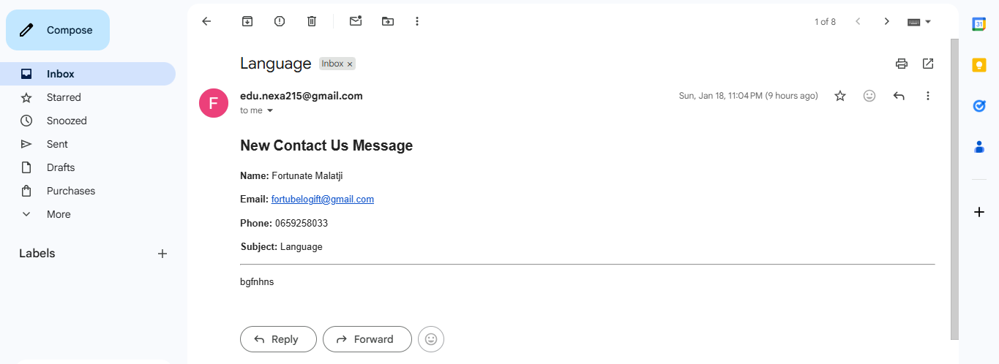 Compose
1 of 8
31
Inbox
Starred
Snoozed
Sent
Drafts
Purchases
More
Labels
Language Inbox ×
F
edu.nexa215@gmail.com
Sun, Jan 18, 11:04 PM (9 hours ago)
to me
New Contact Us Message
Name: Fortunate Malatji
Email: fortubelogift@gmail.com
Phone: 0659258033
Subject: Language
bgfnhns
Reply
Forward